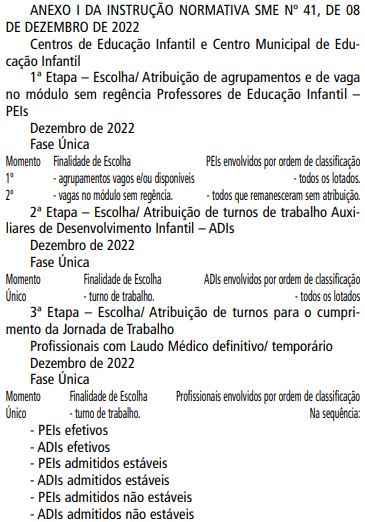 ANEXO I DA INSTRUÇÃO NORMATIVA SME Nº 41, DE 08
DE DEZEMBRO DE 2022
Centros de Educação Infantil e Centro Municipal de Edu-
cação Infantil
1ª Etapa – Escolha/ Atribuição de agrupamentos e de vaga
no módulo sem regência Professores de Educação Infantil –
PEIs
Dezembro de 2022
Fase Única
Momento Finalidade de Escolha PEIs envolvidos por ordem de classificação
1º - agrupamentos vagos e/ou disponíveis - todos os lotados.
2º - vagas no módulo sem regência. - todos que remanesceram sem atribuição.
2ª Etapa – Escolha/ Atribuição de turnos de trabalho Auxi-
liares de Desenvolvimento Infantil – ADIs
Dezembro de 2022
Fase Única
Momento Finalidade de Escolha ADIs envolvidos por ordem de classificação
Único - turno de trabalho. - todos os lotados
3ª Etapa – Escolha/ Atribuição de turnos para o cumpri-
mento da Jornada de Trabalho
Profissionais com Laudo Médico definitivo/ temporário
Dezembro de 2022
Fase Única
Momento Finalidade de Escolha Profissionais envolvidos por ordem de classificação
Único - turno de trabalho. Na sequência:
- PEIs efetivos
- ADIs efetivos
- PEIs admitidos estáveis
- ADIs admitidos estáveis
- PEIs admitidos não estáveis
- ADIs admitidos não estáveis